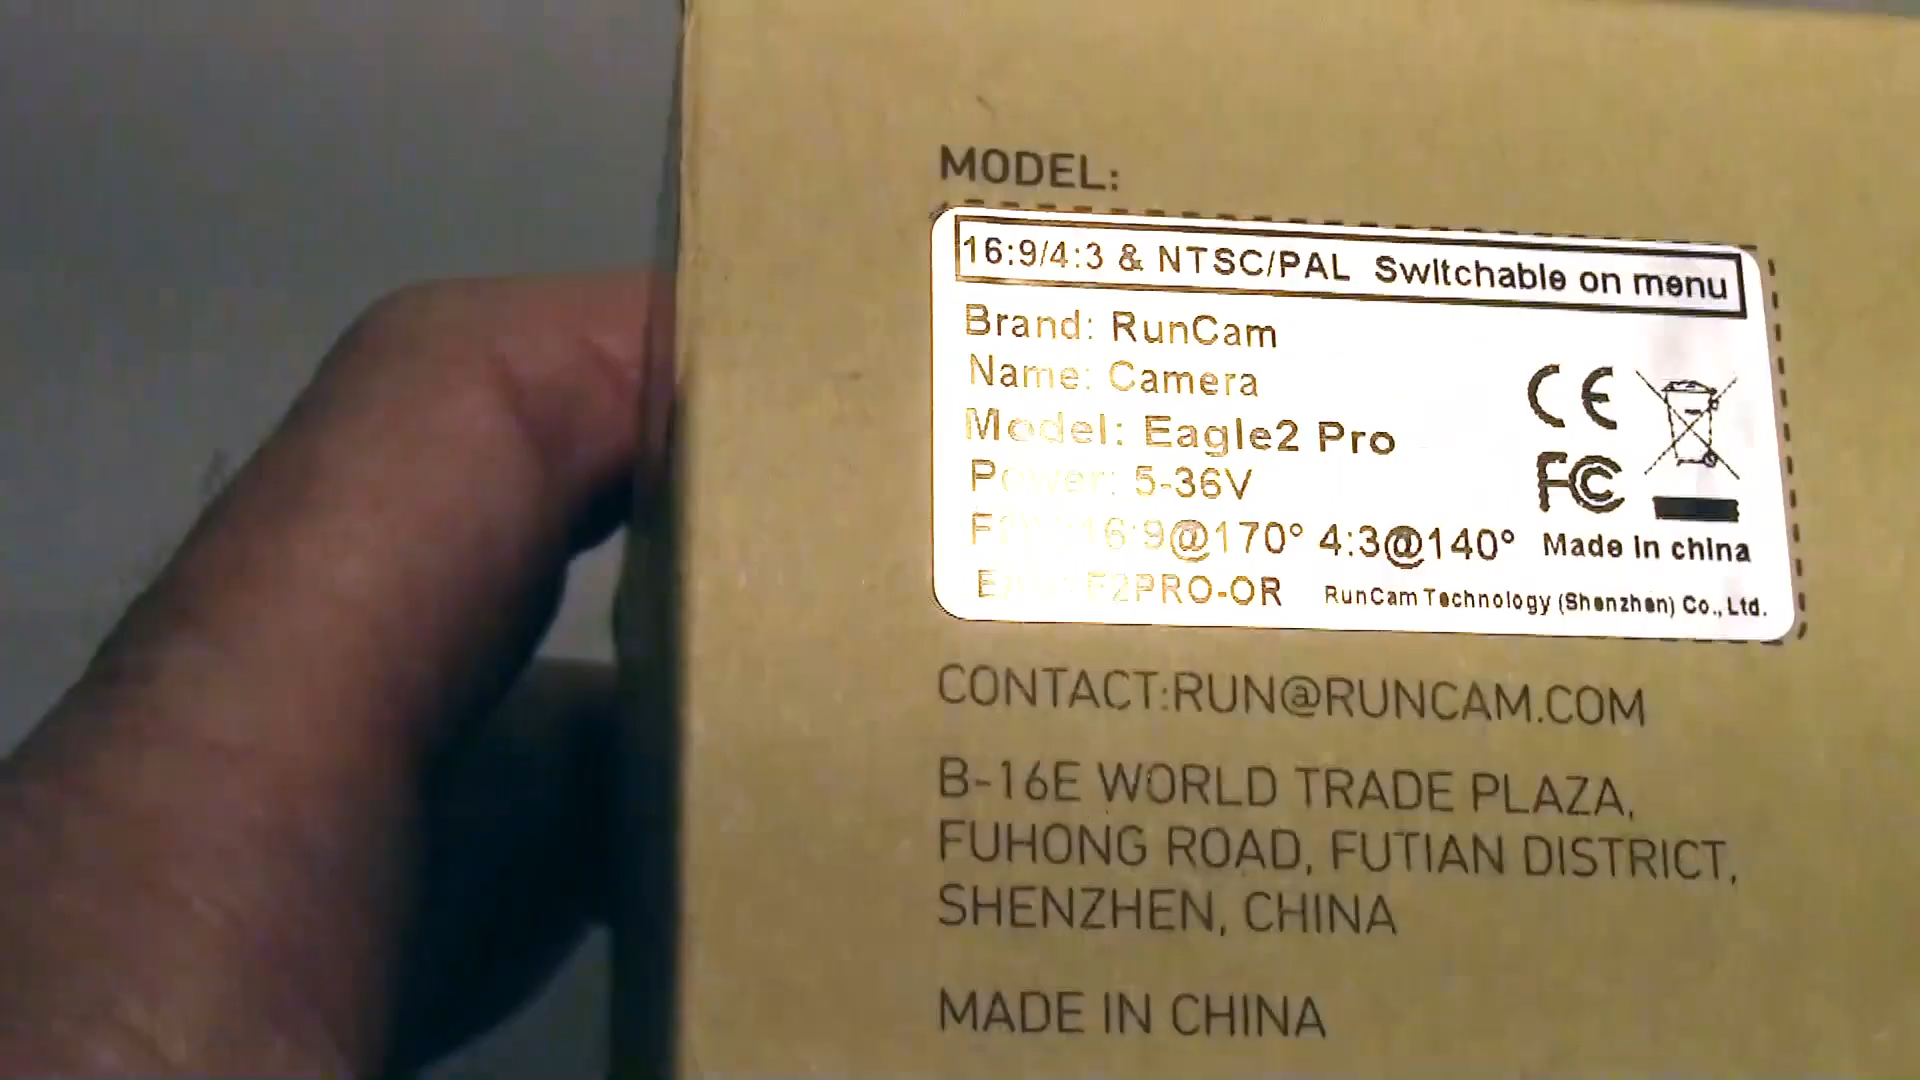 MODEL:
16:9/4:3 & NTSC/PAL Switchable on menu
Brand: RunCam
Name: Camera
Model: Eagle2 Pro
Power: 5-36V
16:9@170° 4:3@140° Made in china
E2PRO-OR RunCam Technology (Shenzhen) Co., Ltd.
CE
FC
CONTACT:RUN@RUNCAM.COM
B-16E WORLD TRADE PLAZA,
FUHONG ROAD, FUTIAN DISTRICT,
SHENZHEN, CHINA
MADE IN CHINA